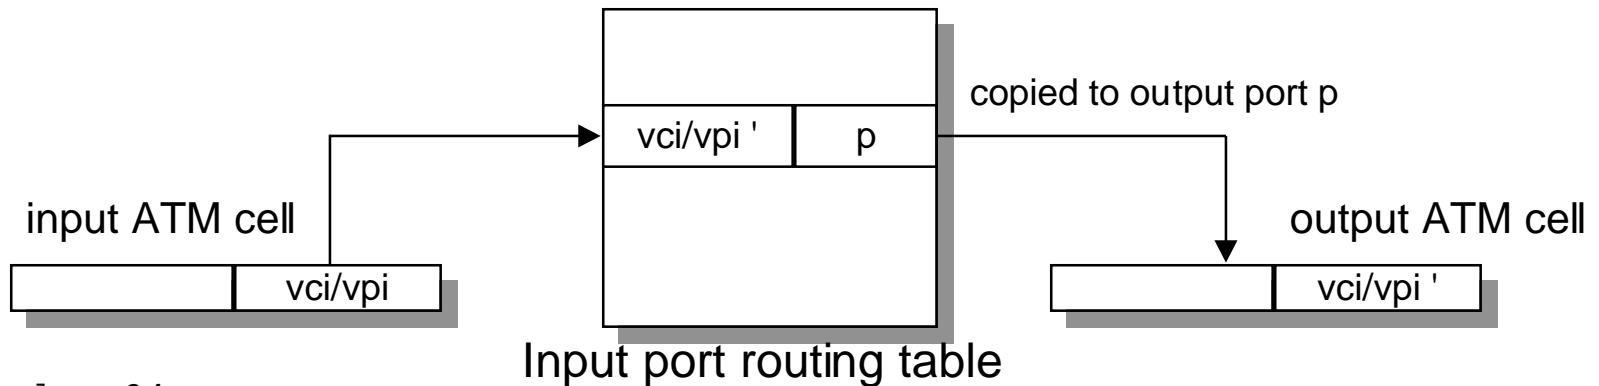 copied to output port p
vci/vpi ' p
input ATM cell
output ATM cell
vci/vpi
vci/vpi '
Input port routing table